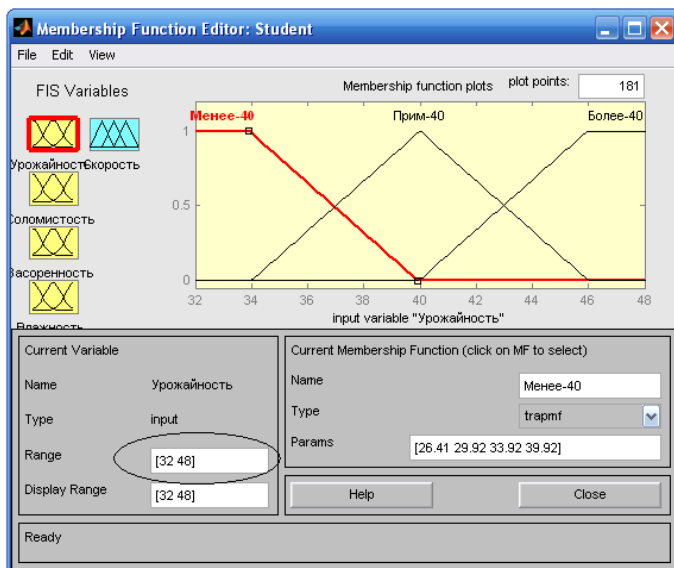 Membership Function Editor: Student
File Edit View
FIS Variables
Membership function plots plot points: 181
Урожайность Скорость
Соломистость
Засоренность
Влажность
Менее-40 Прим-40 Более-40
1
0.5
0
32 34 36 38 40 42 44 46 48
input variable "Урожайность"
Current Variable
Name Урожайность
Type input
Range [32 48]
Display Range [32 48]
Current Membership Function (click on MF to select)
Name Менее-40
Type trapmf
Params [26.41 29.92 33.92 39.92]
Help Close
Ready